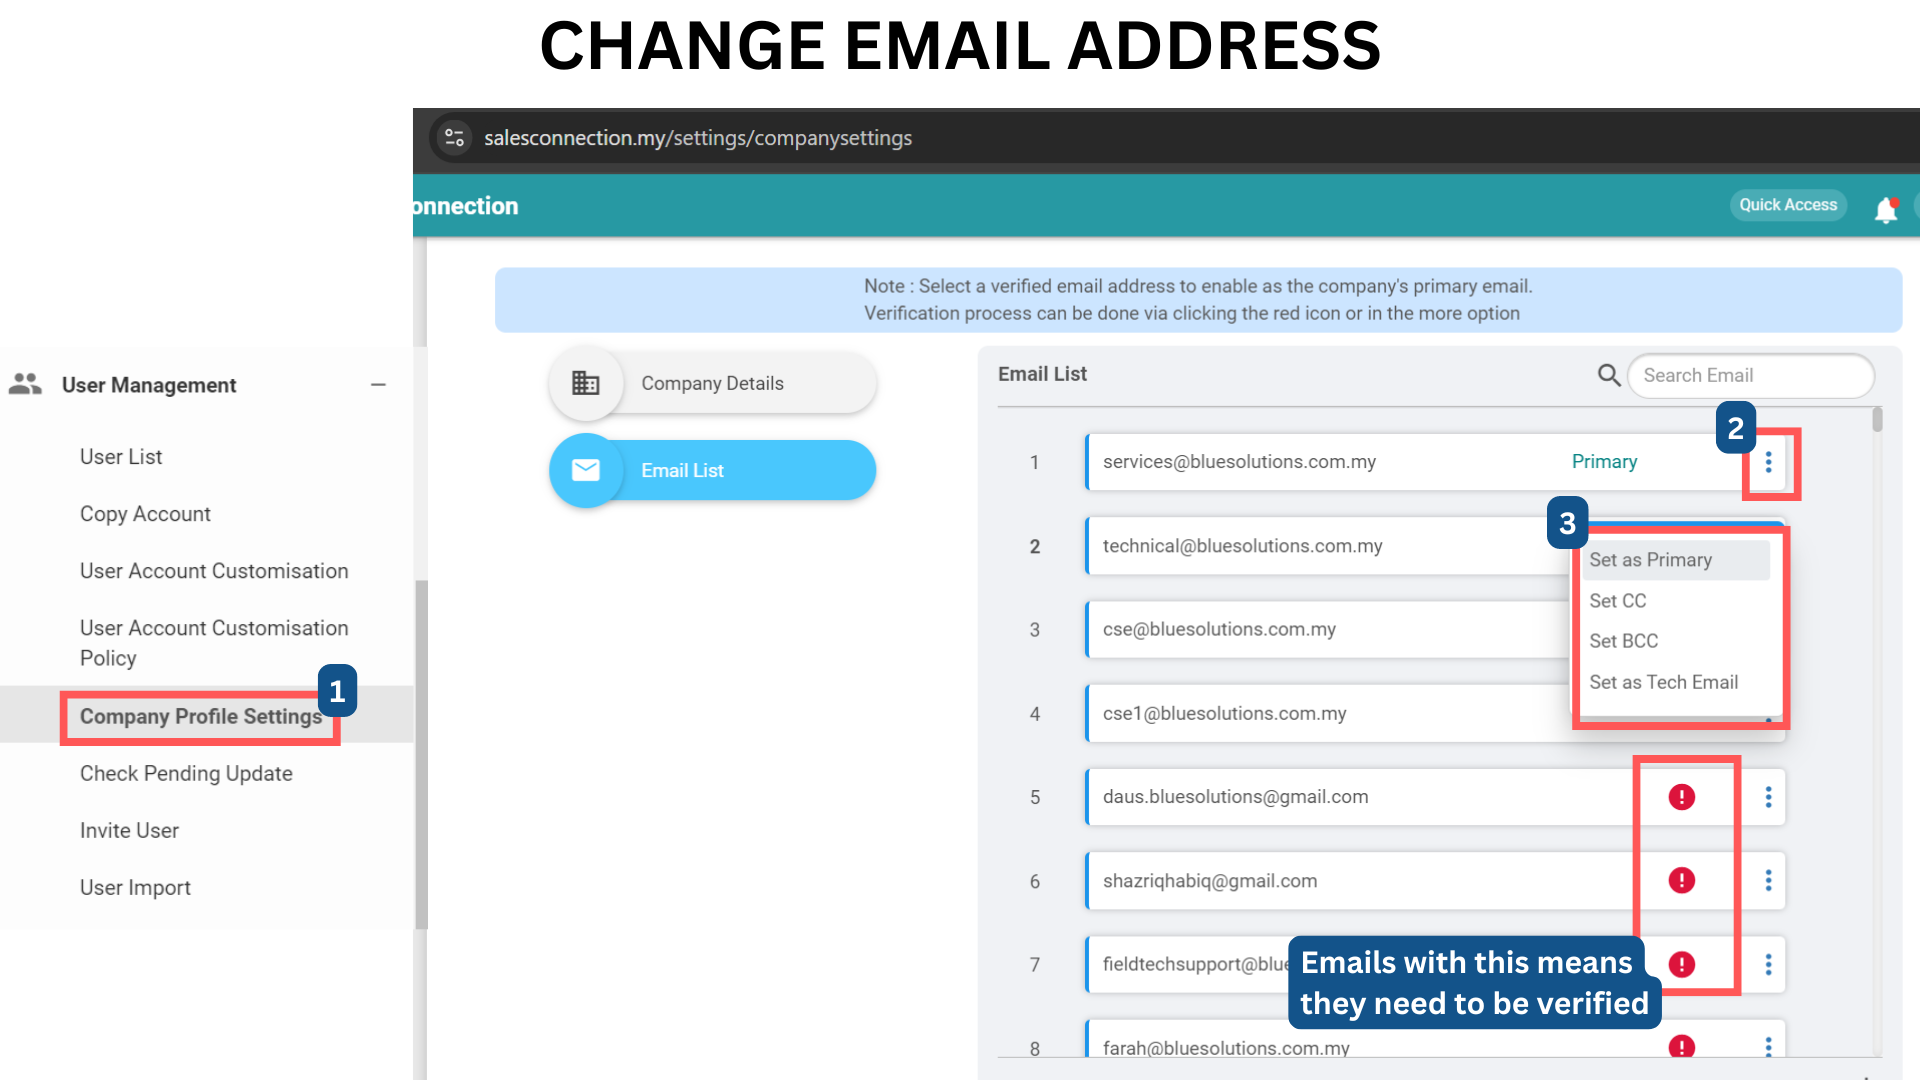 CHANGE EMAIL ADDRESS
salesconnection.my/settings/companysettings
onnection
Quick Access
Note : Select a verified email address to enable as the company's primary email.
Verification process can be done via clicking the red icon or in the more option
User Management
User List
Copy Account
User Account Customisation
User Account Customisation
Policy
1
Company Profile Settings
Check Pending Update
Invite User
User Import
Company Details
Email List
Email List
Search Email
2
1 services@bluesolutions.com.my Primary
3
2 technical@bluesolutions.com.my
Set as Primary
Set CC
Set BCC
Set as Tech Email
3 cse@bluesolutions.com.my
4 cse1@bluesolutions.com.my
5 daus.bluesolutions@gmail.com
6 shazriqhabiq@gmail.com
7 fieldtechsupport@blue
Emails with this means
they need to be verified
8 farah@bluesolutions.com.my